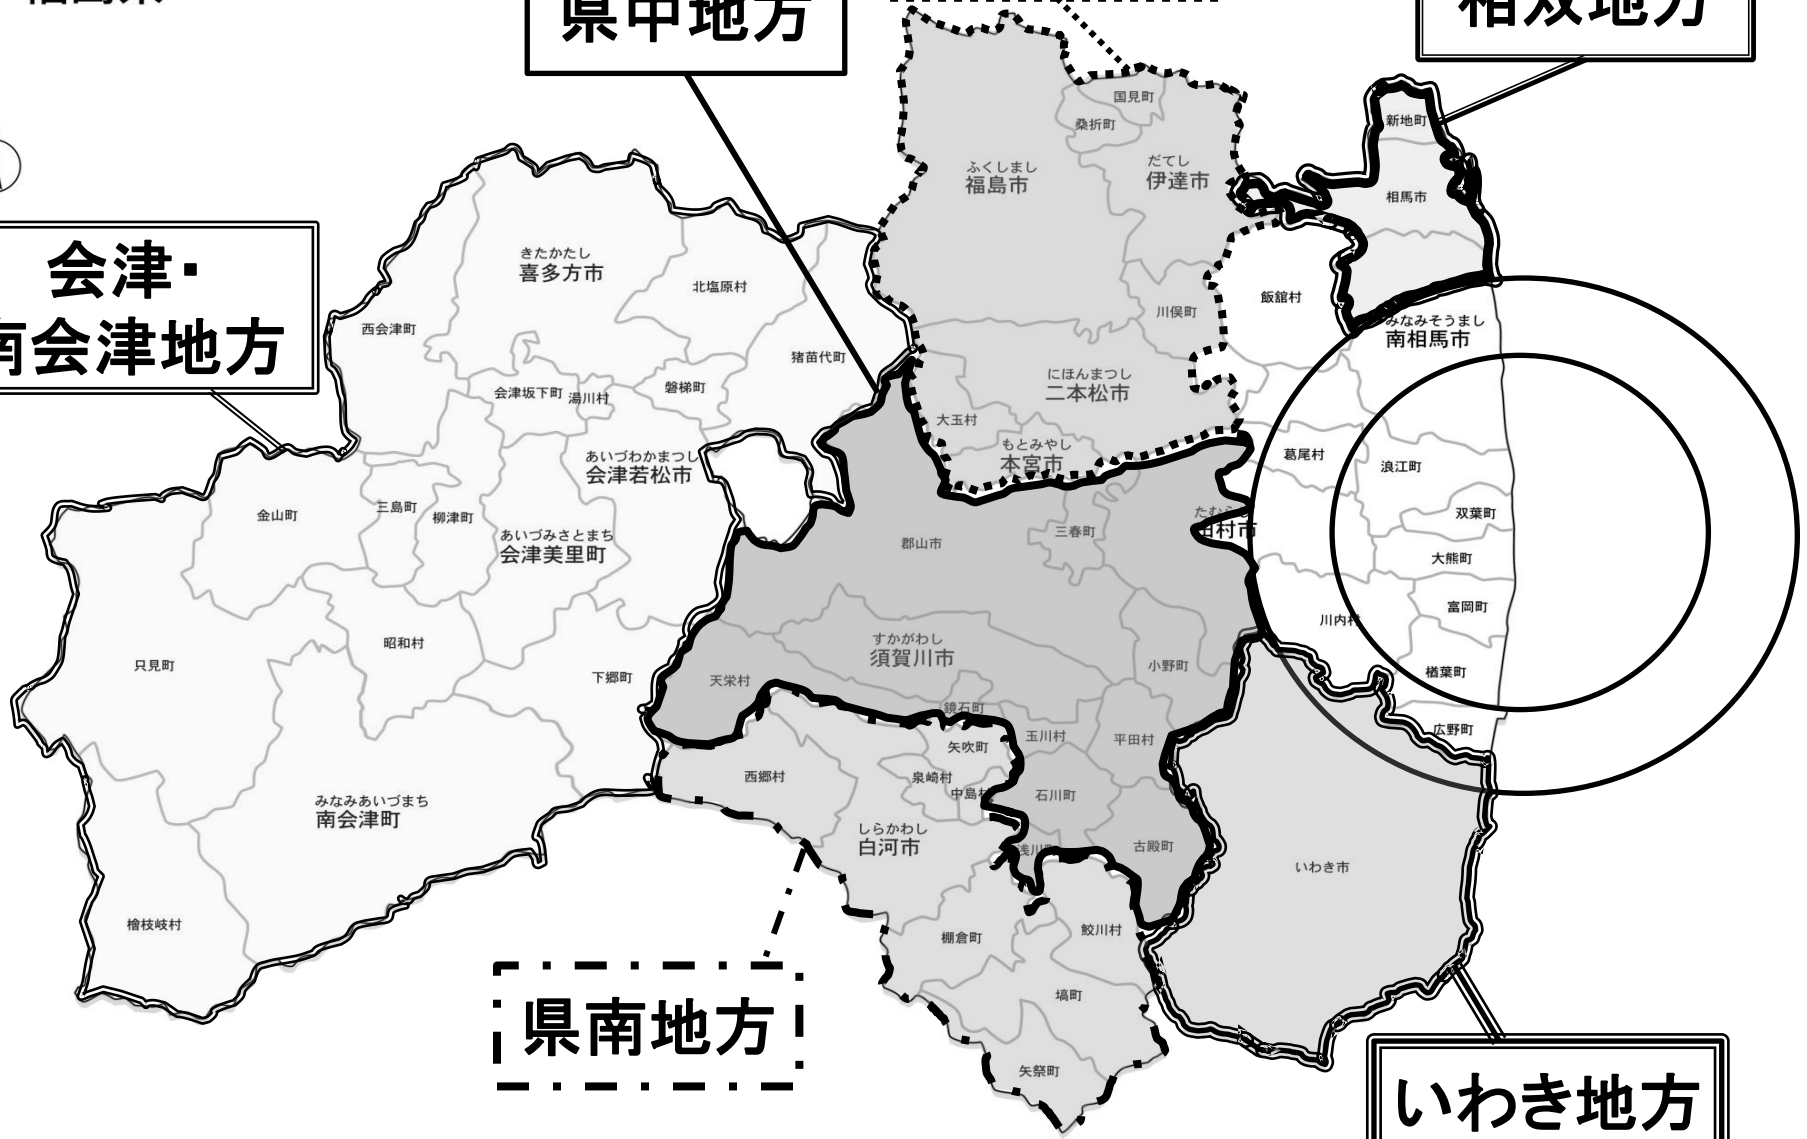 県中地方
相双地方
会津・
南会津地方
県南地方
いわき地方
国見町
桑折町
ふくしまし
福島市
だてし
伊達市
新地町
相馬市
きたかたし
喜多方市
北塩原村
西会津町
猪苗代町
川俣町
飯舘村
みなみそうまし
南相馬市
会津坂下町
湯川村
磐梯町
にほんまつし
二本松市
大玉村
もとみやし
本宮市
あいづわかまつし
会津若松市
葛尾村
浪江町
金山町
三島町
柳津町
双葉町
あいづみさとまち
会津美里町
郡山市
三春町
たむらし
田村市
大熊町
富岡町
川内村
昭和村
只見町
下郷町
すかがわし
須賀川市
天栄村
小野町
楢葉町
鏡石町
広野町
玉川村
平田村
矢吹町
西郷村
泉崎村
中島村
石川町
みなみあいづまち
南会津町
しらかわし
白河市
浅川町
古殿町
いわき市
檜枝岐村
棚倉町
鮫川村
塙町
矢祭町